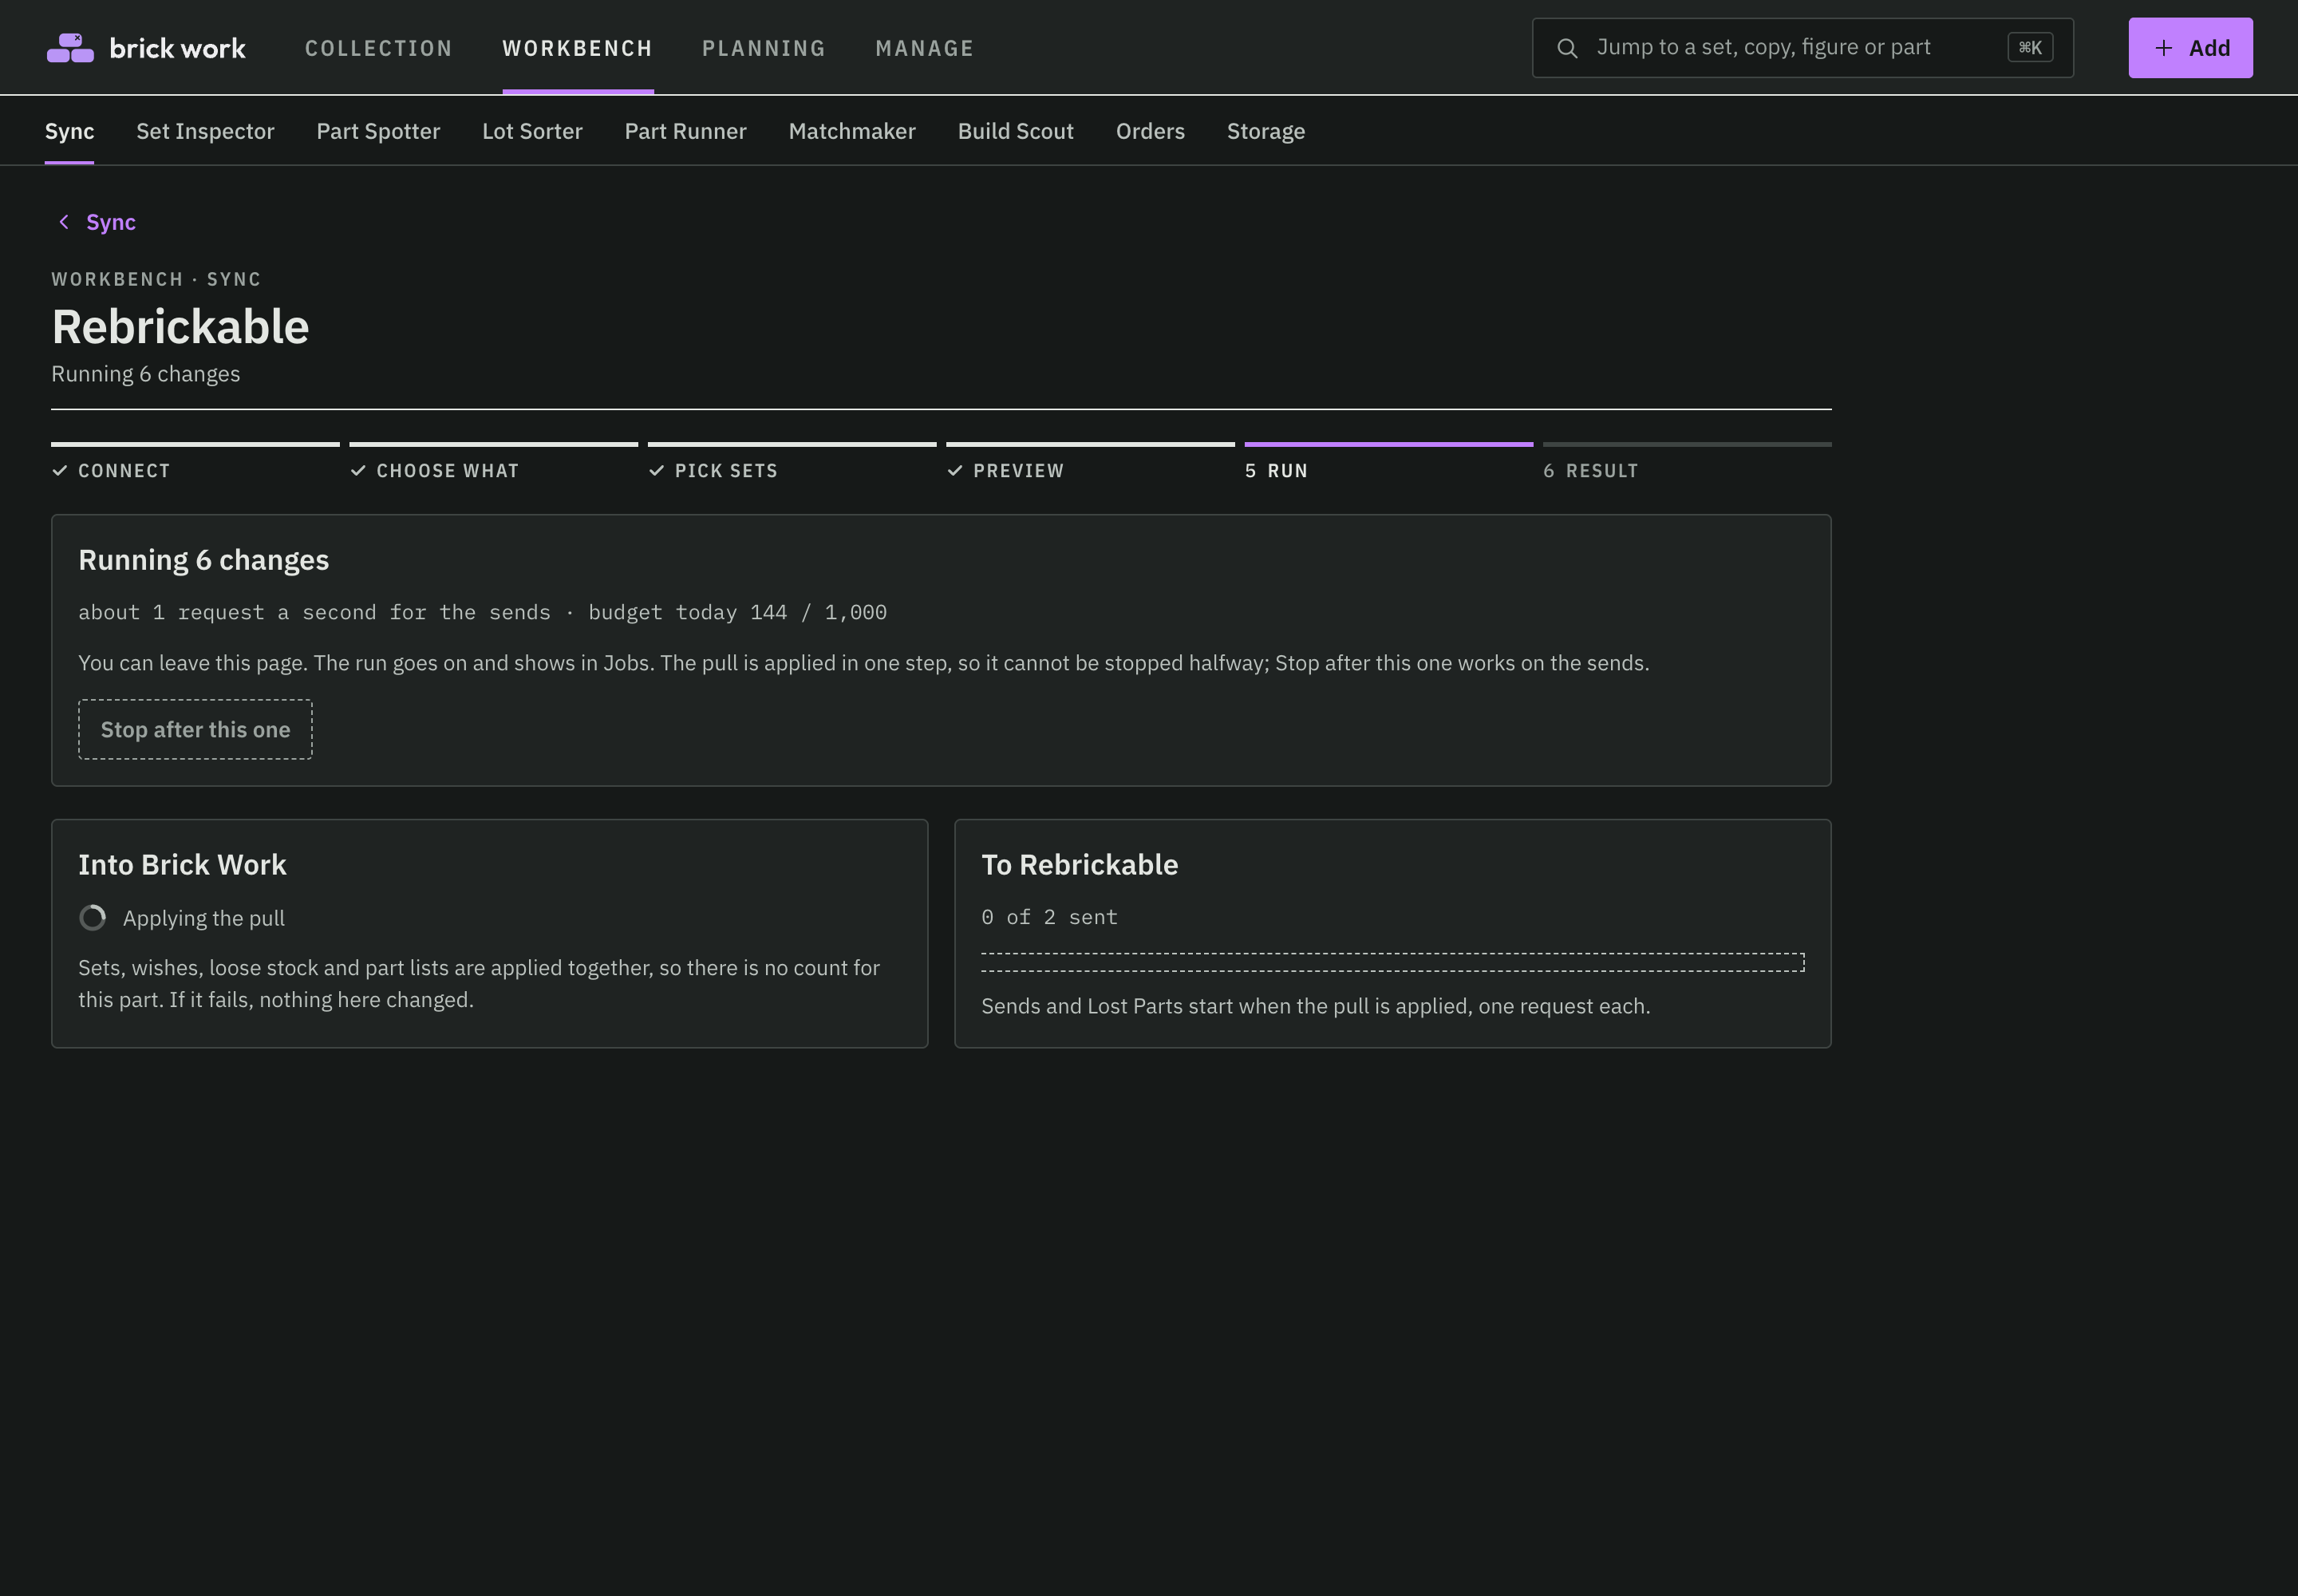 brick work
COLLECTION
WORKBENCH
PLANNING
MANAGE
Jump to a set, copy, figure or part
⌘K
+ Add
Sync
Set Inspector
Part Spotter
Lot Sorter
Part Runner
Matchmaker
Build Scout
Orders
Storage
Sync
WORKBENCH · SYNC
Rebrickable
Running 6 changes
CONNECT
CHOOSE WHAT
PICK SETS
PREVIEW
5 RUN
6 RESULT
Running 6 changes
about 1 request a second for the sends · budget today 144 / 1,000
You can leave this page. The run goes on and shows in Jobs. The pull is applied in one step, so it cannot be stopped halfway; Stop after this one works on the sends.
Stop after this one
Into Brick Work
Applying the pull
Sets, wishes, loose stock and part lists are applied together, so there is no count for
this part. If it fails, nothing here changed.
To Rebrickable
0 of 2 sent
Sends and Lost Parts start when the pull is applied, one request each.